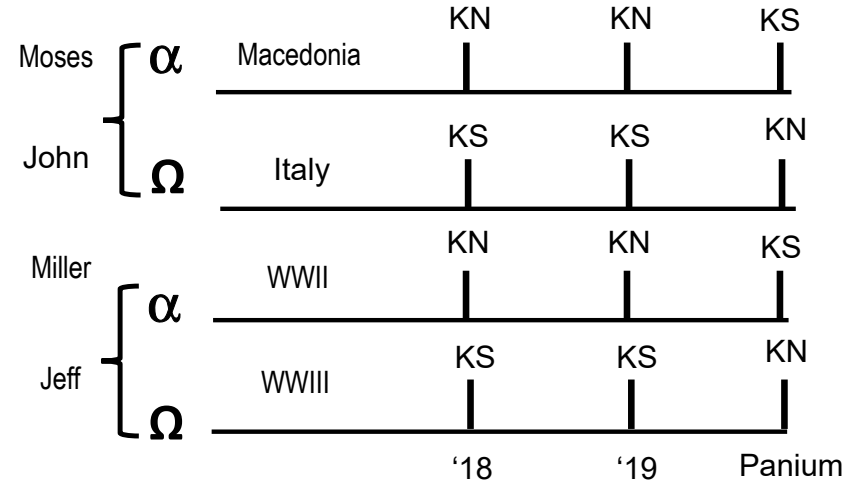 KN KN KS
Moses α Macedonia
KS KS KN
John Ω Italy
KN KN KS
Miller α WWII
KS KS KN
Jeff Ω WWIII
‘18 ‘19 Panium